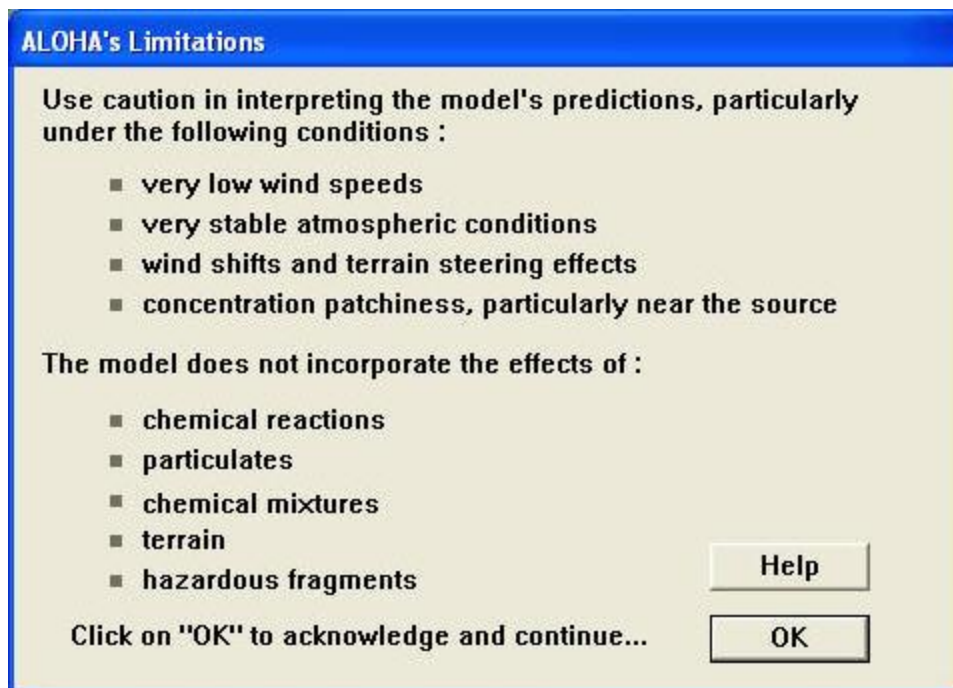 ALOHA's Limitations
Use caution in interpreting the model's predictions, particularly
under the following conditions :
very low wind speeds
very stable atmospheric conditions
wind shifts and terrain steering effects
concentration patchiness, particularly near the source
The model does not incorporate the effects of :
chemical reactions
particulates
chemical mixtures
terrain
hazardous fragments
Help
Click on "OK" to acknowledge and continue...
OK